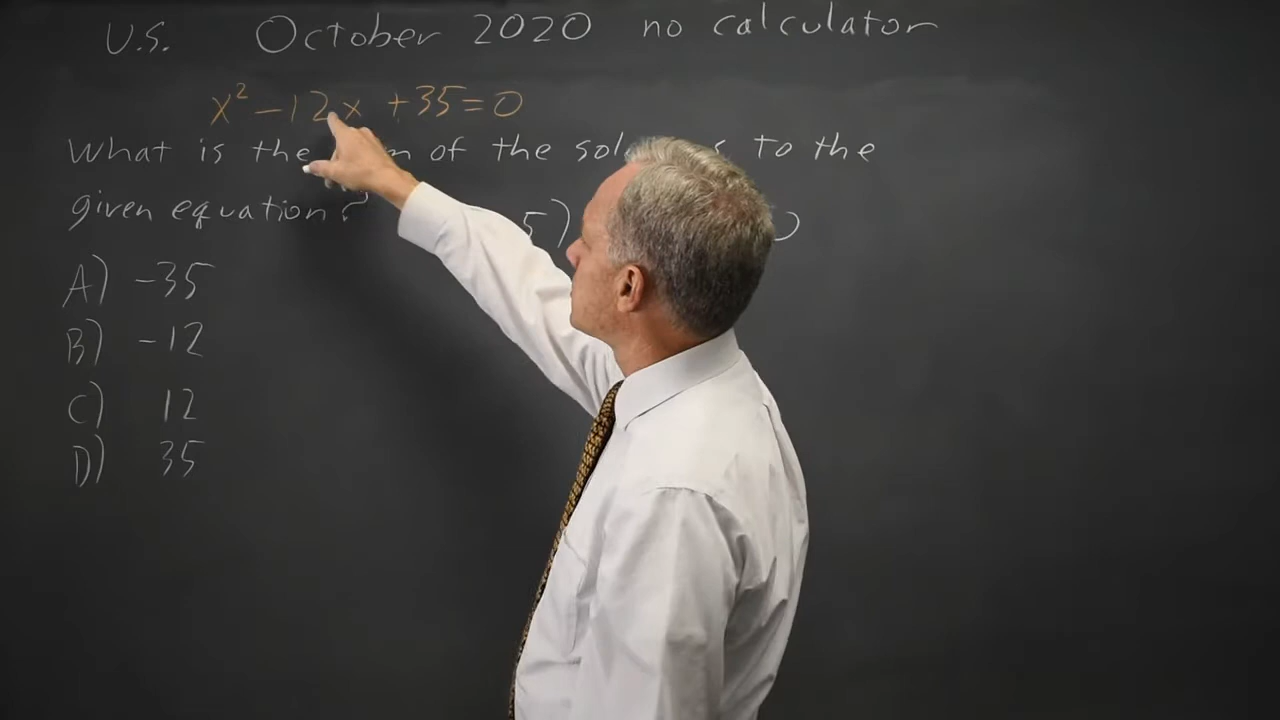 U.S. October 2020 no calculator
x² -12x +35=0
What is the of the to the
given equation?
5) )
A) -35
B) -12
C) 12
D) 35